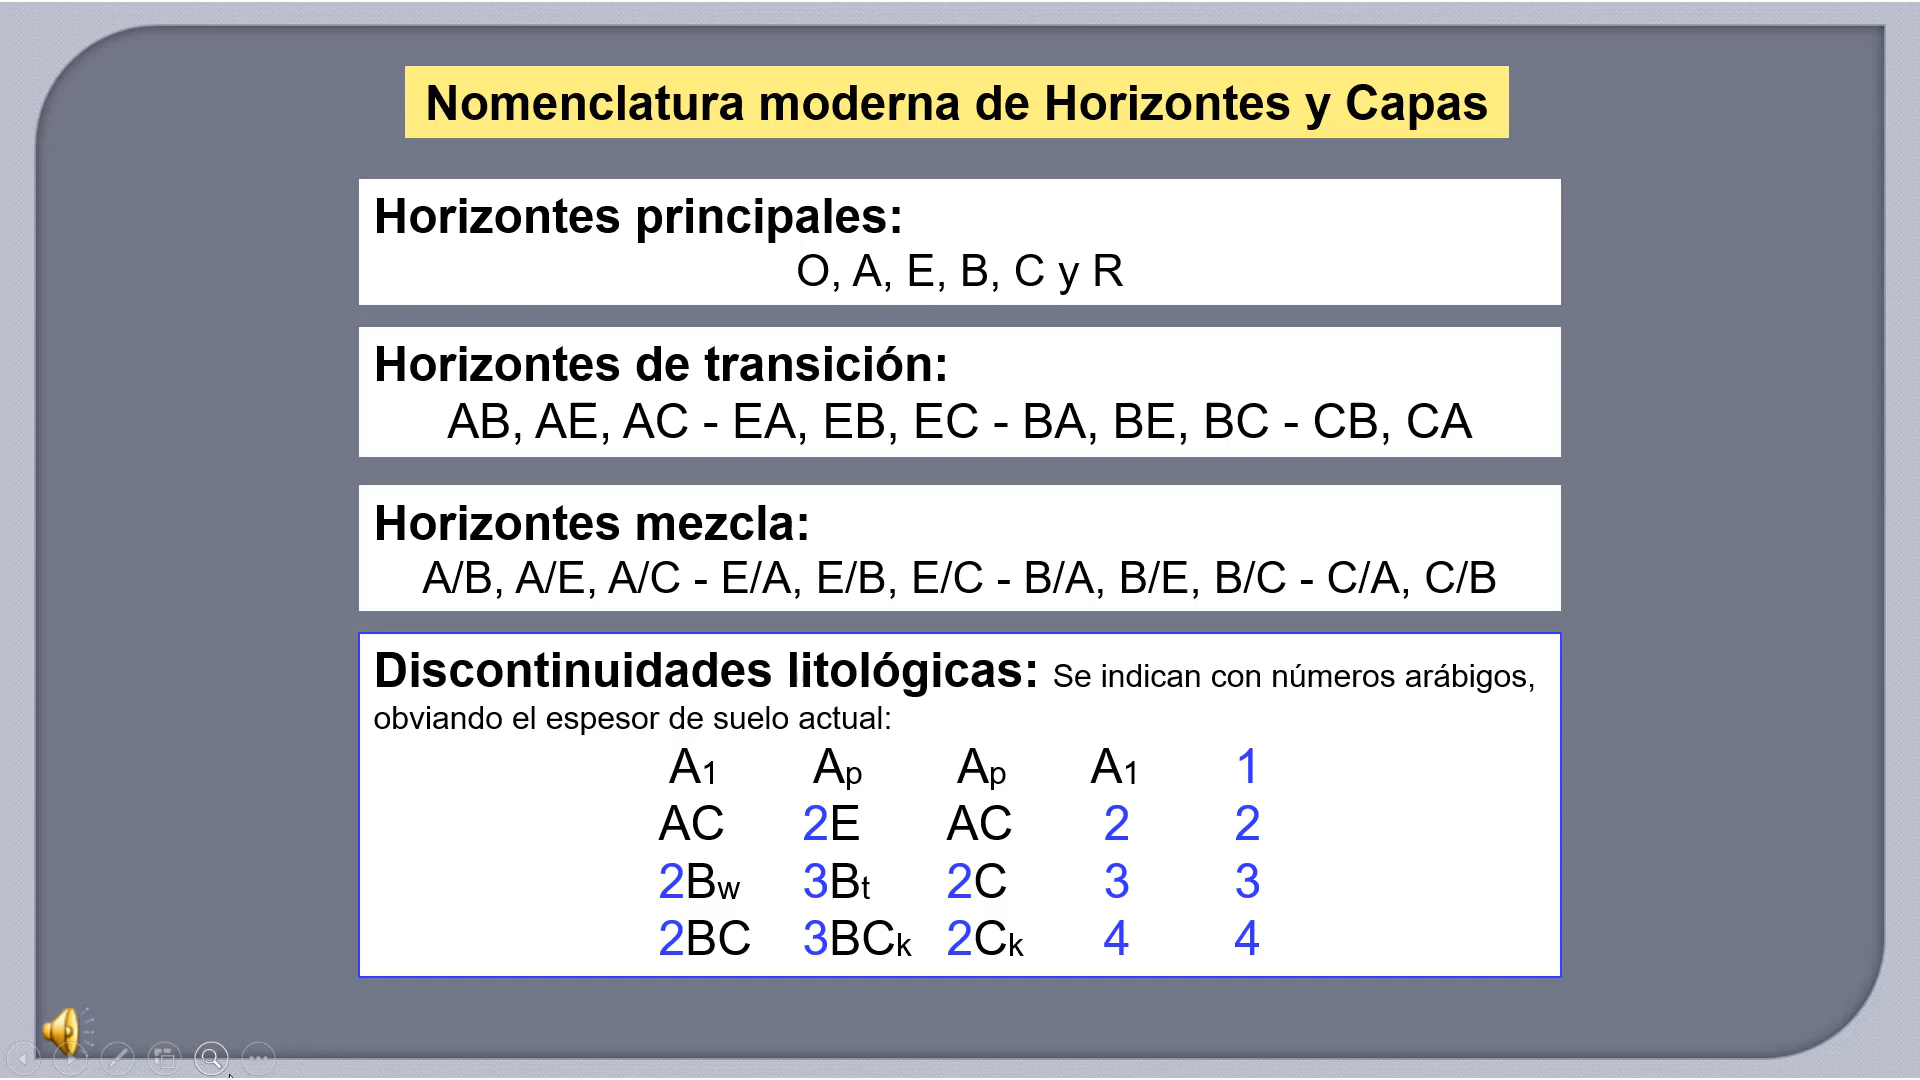 Nomenclatura moderna de Horizontes y Capas
Horizontes principales:
O, A, E, B, C y R
Horizontes de transición:
AB, AE, AC - EA, EB, EC - BA, BE, BC - CB, CA
Horizontes mezcla:
A/B, A/E, A/C - E/A, E/B, E/C - B/A, B/E, B/C - C/A, C/B
Discontinuidades litológicas: Se indican con números arábigos,
obviando el espesor de suelo actual:
A1 Ap Ap A1 1
AC 2E AC 2 2
2Bw 3Bt 2C 3 3
2BC 3BCk 2Ck 4 4